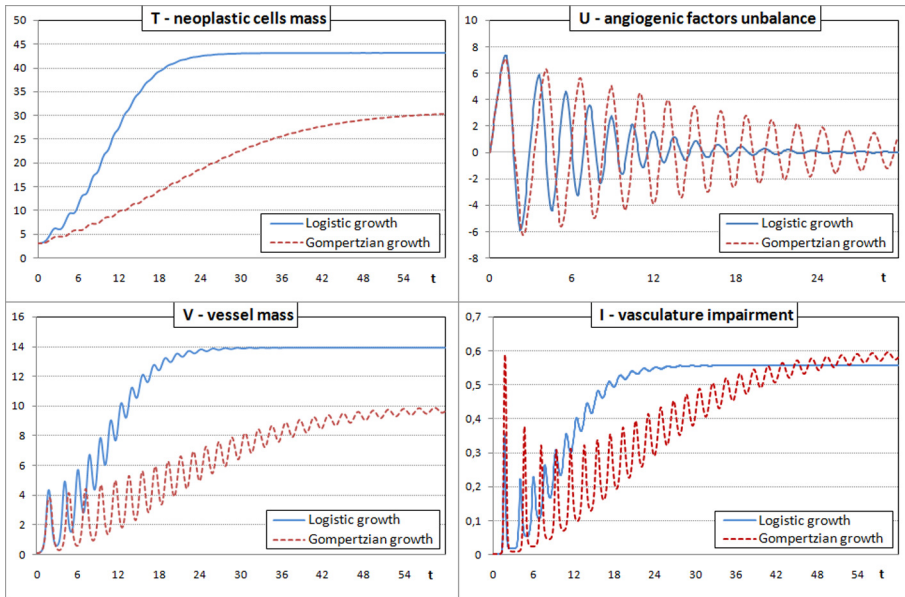 T - neoplastic cells mass
50
45
40
35
30
25
20
15
10
5
0
0 6 12 18 24 30 36 42 48 54 t
Logistic growth
Gompertzian growth
U - angiogenic factors unbalance
10
8
6
4
2
0
-2
-4
-6
-8
0 6 12 18 24 t
Logistic growth
Gompertzian growth
V - vessel mass
16
14
12
10
8
6
4
2
0
0 6 12 18 24 30 36 42 48 54 t
Logistic growth
Gompertzian growth
I - vasculature impairment
0,7
0,6
0,5
0,4
0,3
0,2
0,1
0
0 6 12 18 24 30 36 42 48 54 t
Logistic growth
Gompertzian growth